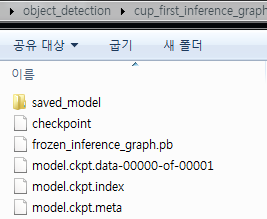 object_detection ▸ cup_first_inference_graph
공유 대상 ▾ 굽기 새 폴더
이름
saved_model
checkpoint
frozen_inference_graph.pb
model.ckpt.data-00000-of-00001
model.ckpt.index
model.ckpt.meta